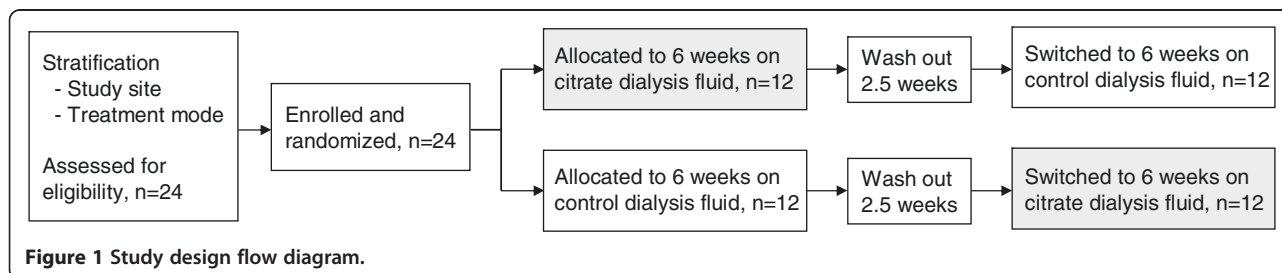 Stratification
- Study site
- Treatment mode
Assessed for
eligibility, n=24
Enrolled and
randomized, n=24
Allocated to 6 weeks on
citrate dialysis fluid, n=12
Wash out
2.5 weeks
Switched to 6 weeks on
control dialysis fluid, n=12
Allocated to 6 weeks on
control dialysis fluid, n=12
Wash out
2.5 weeks
Switched to 6 weeks on
citrate dialysis fluid, n=12
Figure 1 Study design flow diagram.